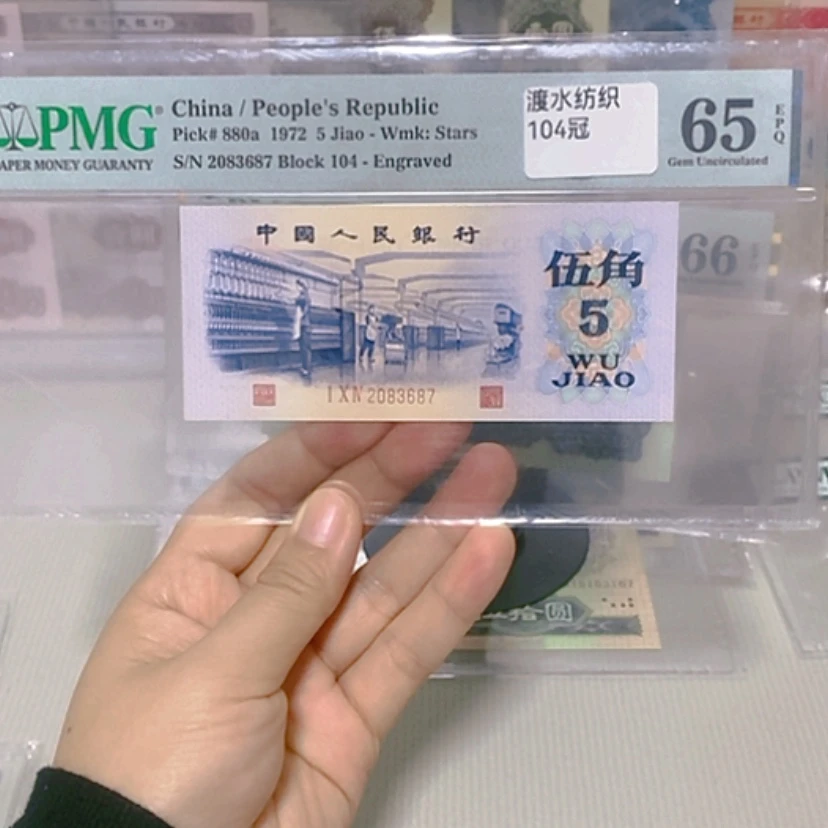 PMG®
APER MONEY GUARANTY
China / People's Republic
Pick# 880a 1972 5 Jiao - Wmk: Stars
S/N 2083687 Block 104 - Engraved
渡水纺织
104冠
65
EPQ
Gem Uncirculated
中國人民銀行
伍角
5
WU
JIAO
I X N 2083687
66